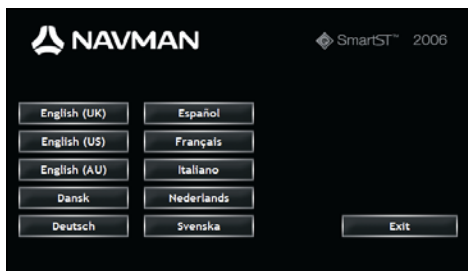 NAVMAN
SmartST™ 2006
English (UK)
Español
English (US)
Français
English (AU)
Italiano
Dansk
Nederlands
Deutsch
Svenska
Exit